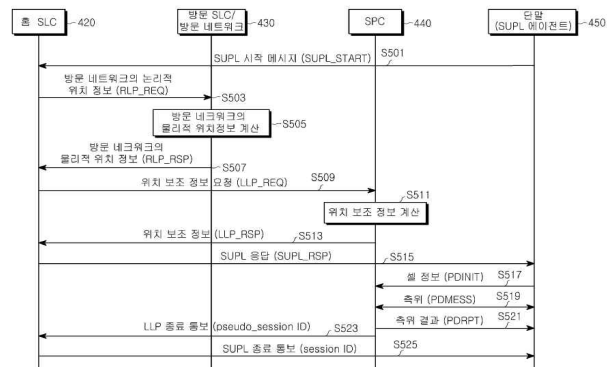 홈 SLC
420
방문 SLC/
방문 네트워크
430
SPC
440
단말
(SUPL 에이전트)
450
SUPL 시작 메시지 (SUPL_START)
S501
방문 네트워크의 논리적
위치 정보 (RLP_REQ)
S503
방문 네크워크의
물리적 위치정보 계산
S505
방문 네크워크의
물리적 위치 정보 (RLP_RSP)
S507
위치 보조 정보 요청 (LLP_REQ)
S509
S511
위치 보조 정보 계산
위치 보조 정보 (LLP_RSP)
S513
SUPL 응답 (SUPL_RSP)
S515
셀 정보 (PDINIT)
S517
측위 (PDMESS)
S519
측위 결과 (PDRPT)
S521
LLP 종료 통보 (pseudo_session ID)
S523
SUPL 종료 통보 (session ID)
S525